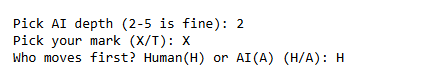 Pick AI depth (2-5 is fine): 2
Pick your mark (X/T): X
Who moves first? Human(H) or AI(A) (H/A): H